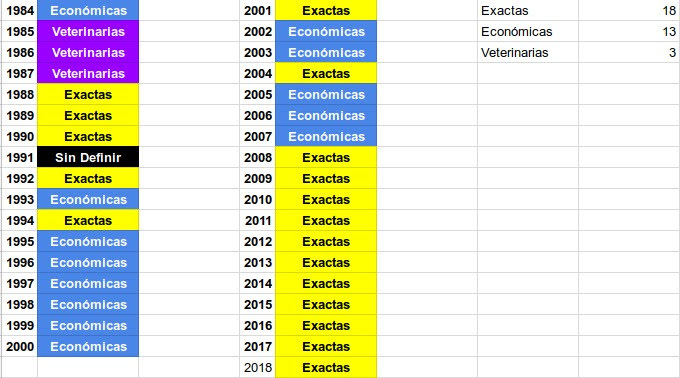 1984 Económicas 2001 Exactas Exactas 18
1985 Veterinarias 2002 Económicas Económicas 13
1986 Veterinarias 2003 Económicas Veterinarias 3
1987 Veterinarias 2004 Exactas
1988 Exactas 2005 Económicas
1989 Exactas 2006 Económicas
1990 Exactas 2007 Económicas
1991 Sin Definir 2008 Exactas
1992 Exactas 2009 Exactas
1993 Económicas 2010 Exactas
1994 Exactas 2011 Exactas
1995 Económicas 2012 Exactas
1996 Económicas 2013 Exactas
1997 Económicas 2014 Exactas
1998 Económicas 2015 Exactas
1999 Económicas 2016 Exactas
2000 Económicas 2017 Exactas
2018 Exactas